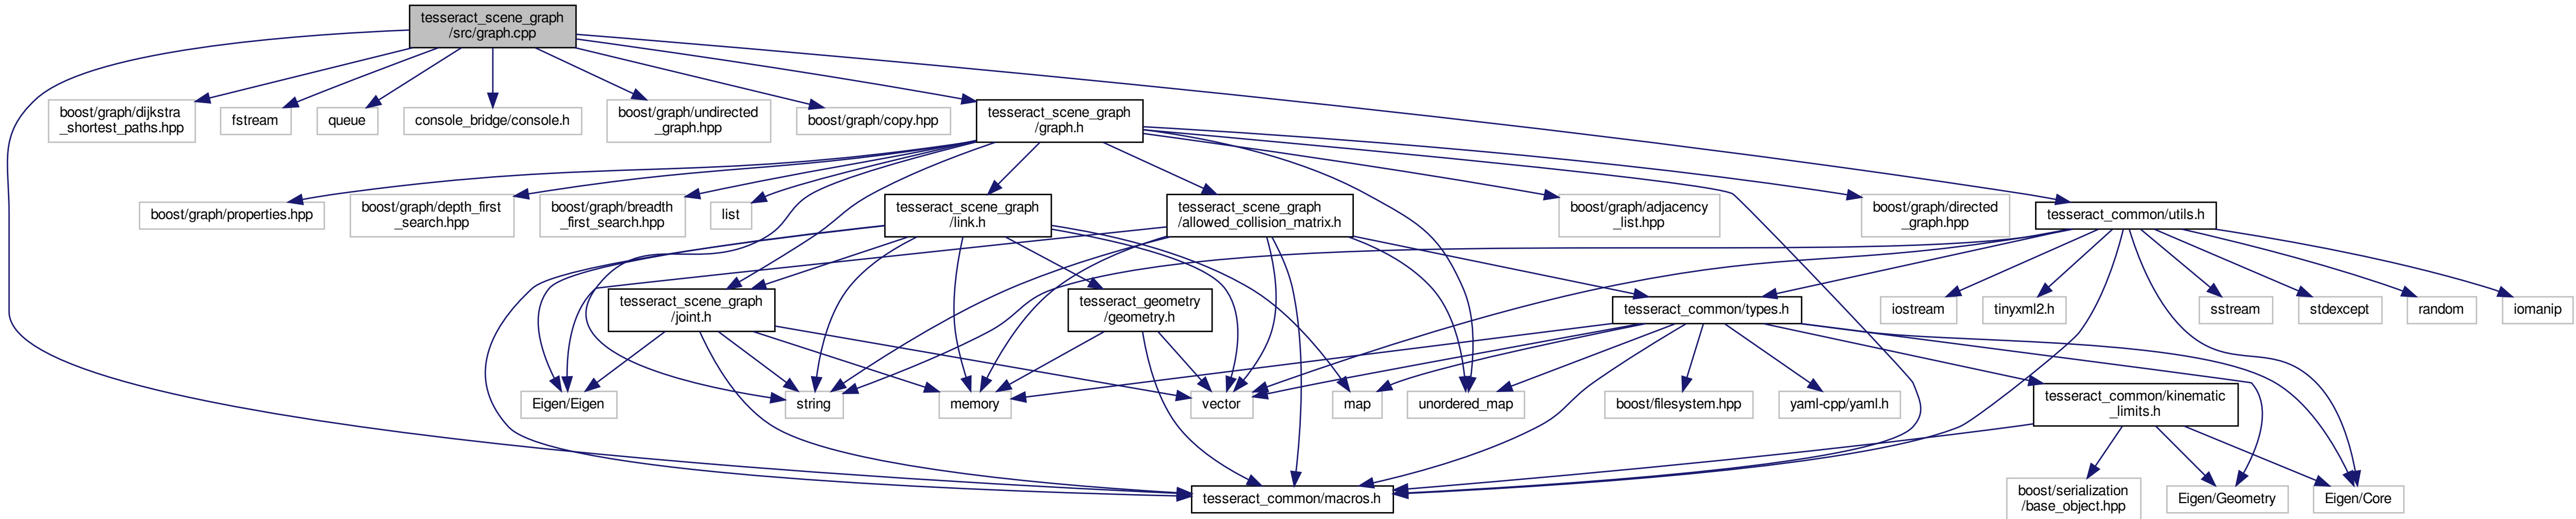 tesseract_scene_graph
/src/graph.cpp
boost/graph/dijkstra
_shortest_paths.hpp
fstream
queue
console_bridge/console.h
boost/graph/undirected
_graph.hpp
boost/graph/copy.hpp
tesseract_scene_graph
/graph.h
boost/graph/properties.hpp
boost/graph/depth_first
_search.hpp
boost/graph/breadth
_first_search.hpp
list
tesseract_scene_graph
/link.h
tesseract_scene_graph
/allowed_collision_matrix.h
boost/graph/adjacency
_list.hpp
boost/graph/directed
_graph.hpp
tesseract_common/utils.h
tesseract_scene_graph
/joint.h
tesseract_geometry
/geometry.h
tesseract_common/types.h
iostream
tinyxml2.h
sstream
stdexcept
random
iomanip
Eigen/Eigen
string
memory
vector
map
unordered_map
boost/filesystem.hpp
yaml-cpp/yaml.h
tesseract_common/kinematic
_limits.h
tesseract_common/macros.h
boost/serialization
/base_object.hpp
Eigen/Geometry
Eigen/Core